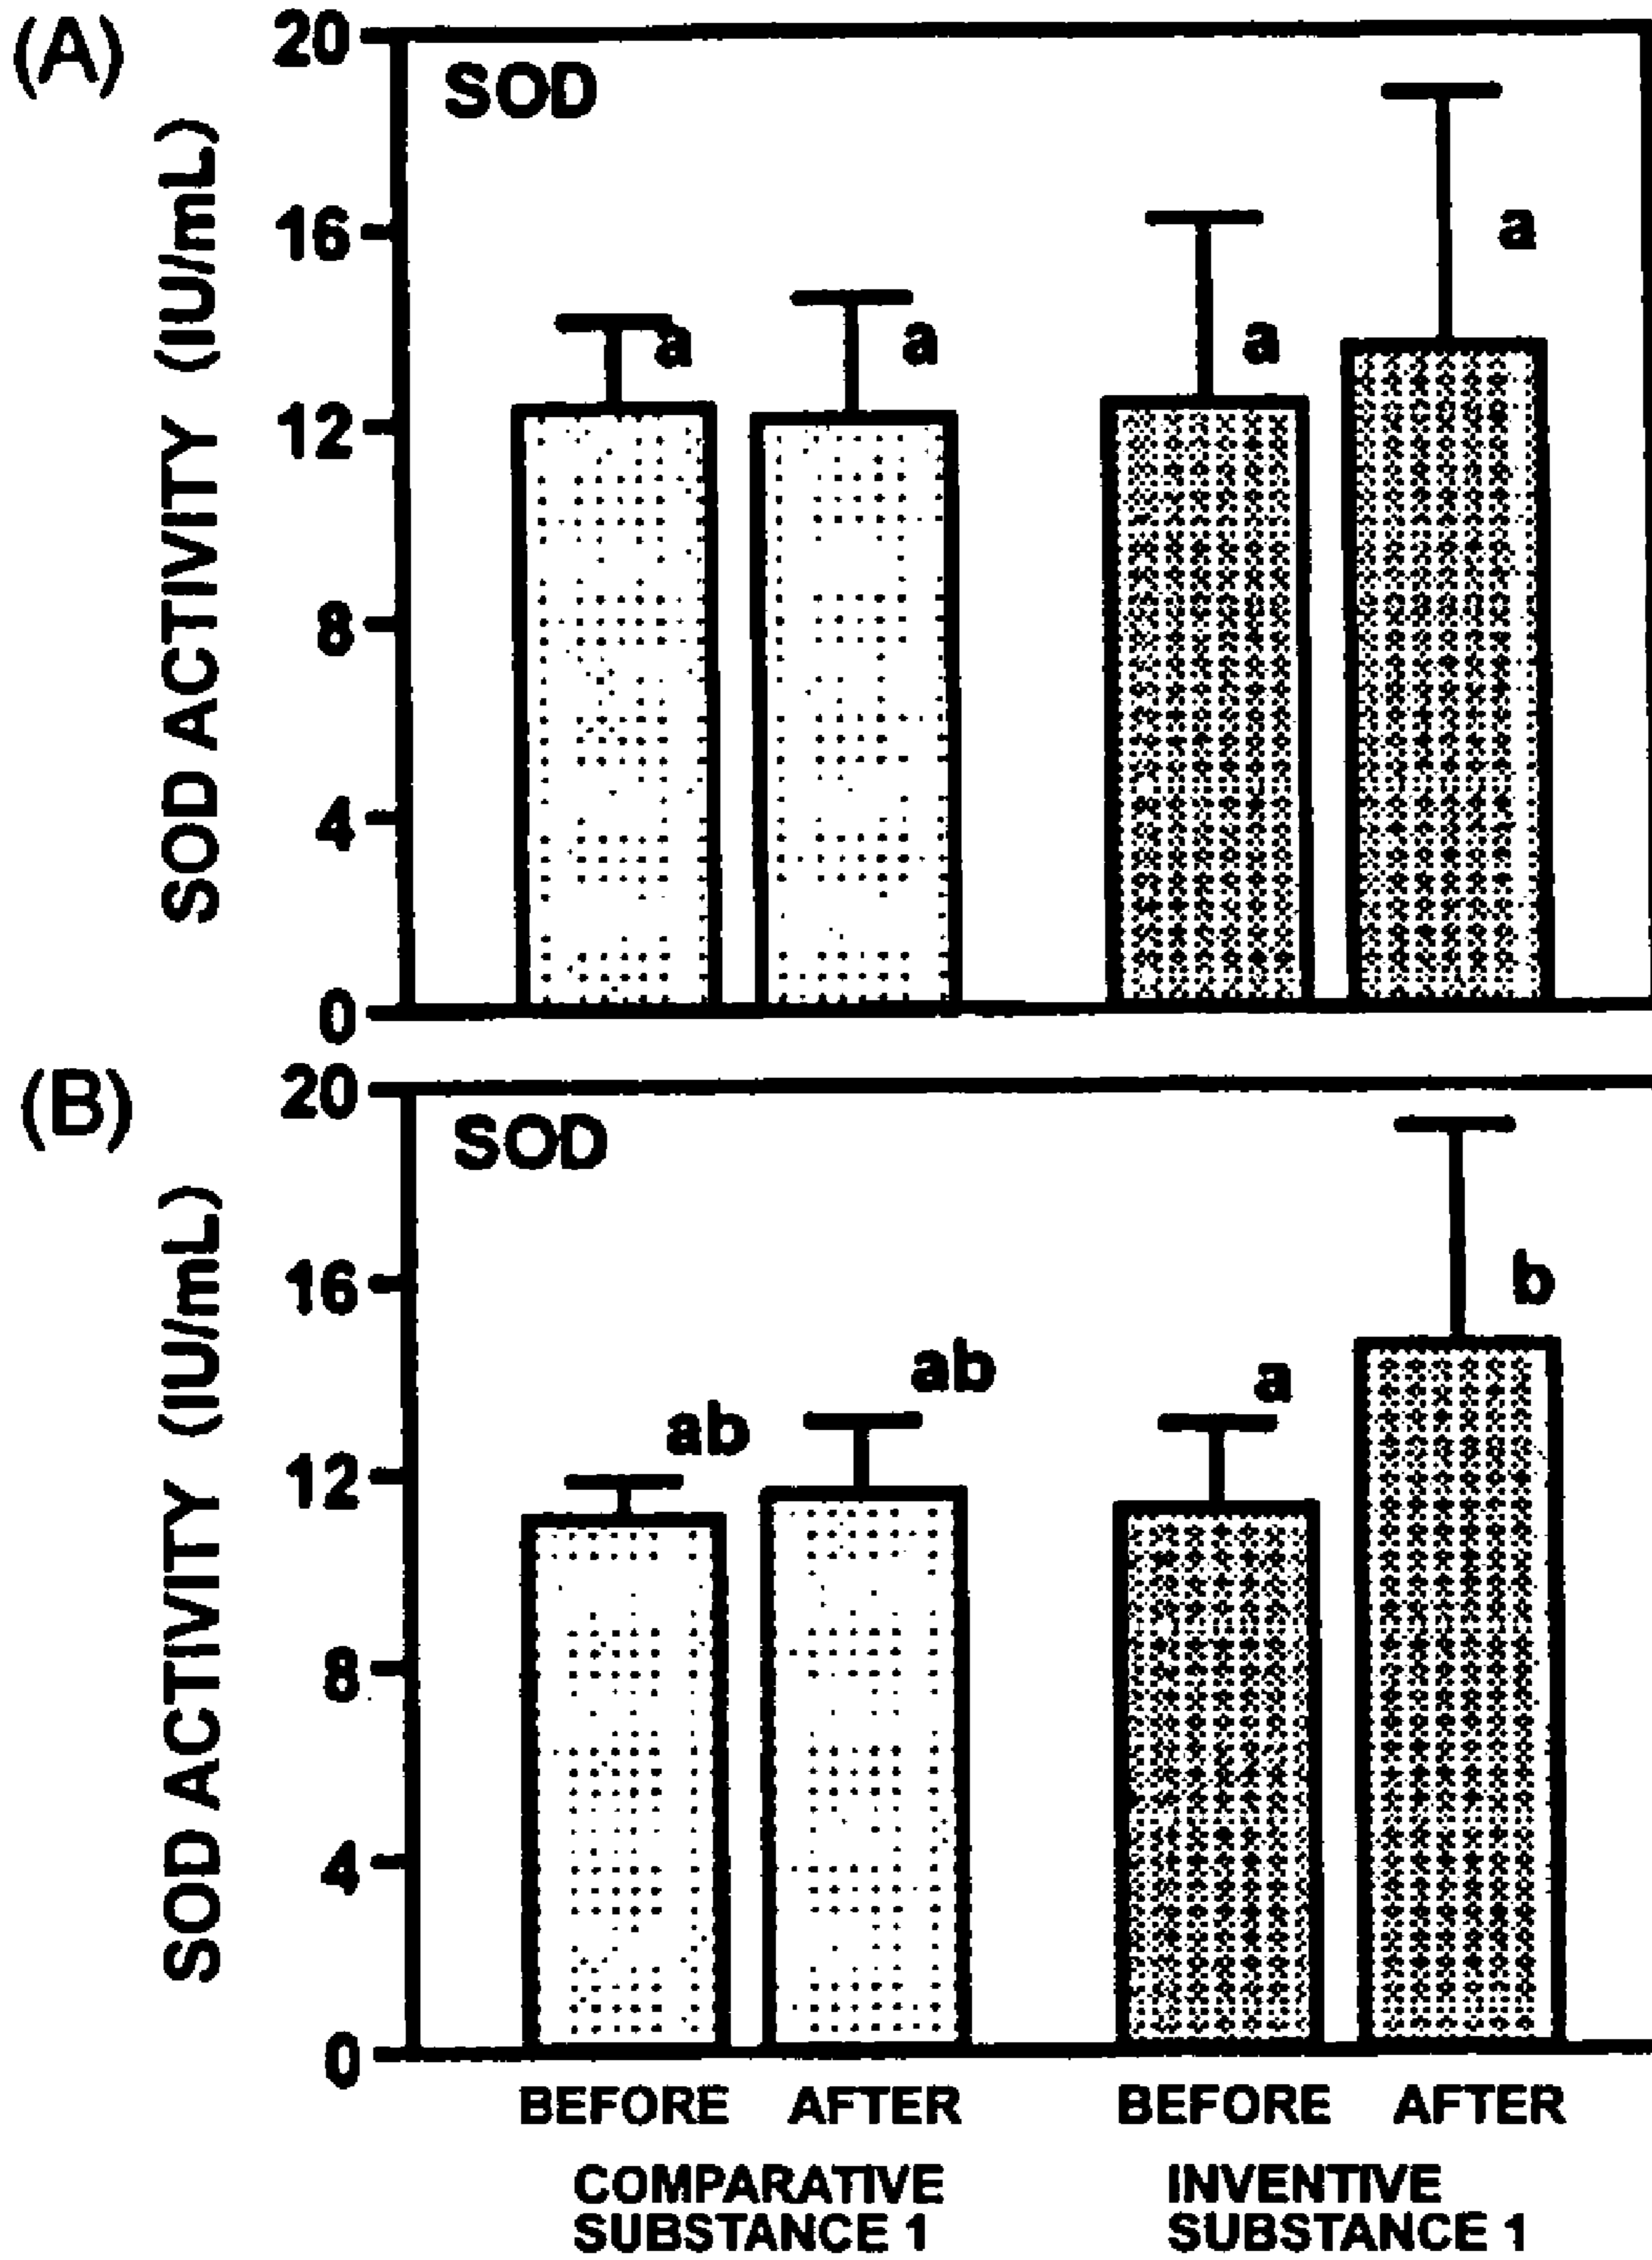 (A)
SOD ACTIVITY (IU/mL)
20
16
12
8
4
0
SOD
a
a
a
a
(B)
SOD ACTIVITY (IU/mL)
20
16
12
8
4
0
SOD
ab
ab
a
b
BEFORE AFTER BEFORE AFTER
COMPARATIVE SUBSTANCE 1
INVENTIVE SUBSTANCE 1